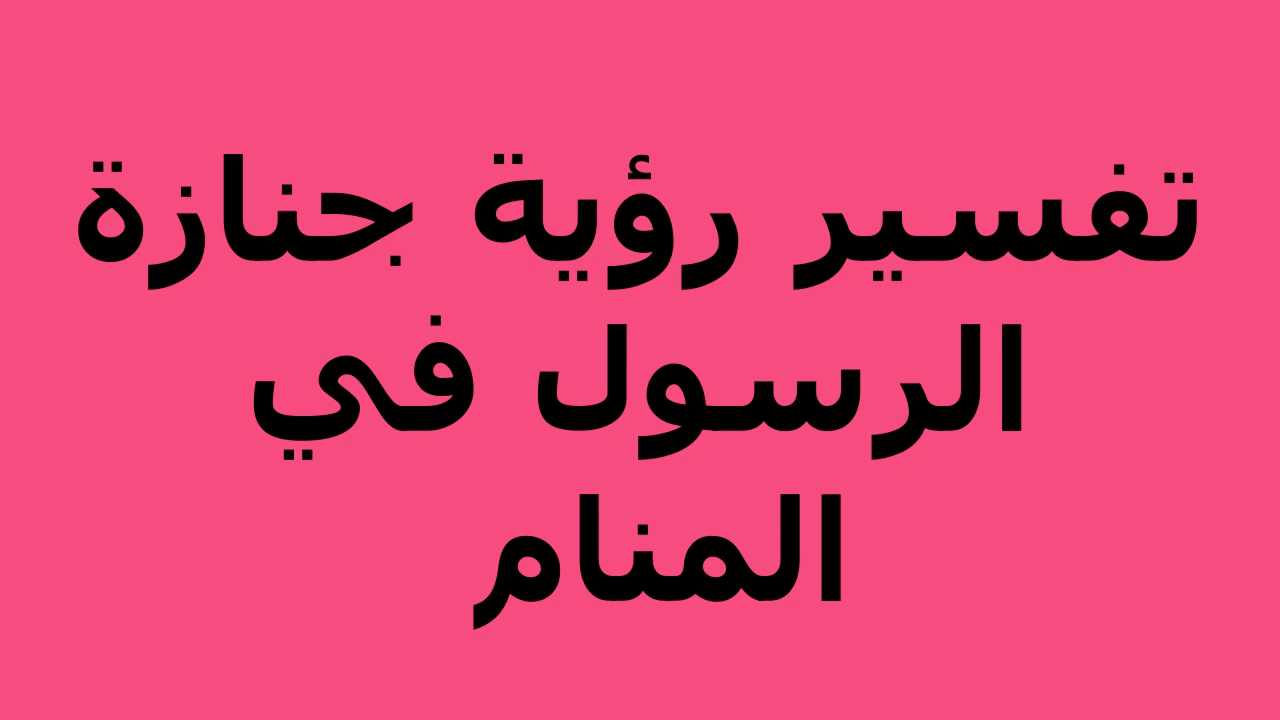 تفسير رؤية جنازة
الرسول في
المنام